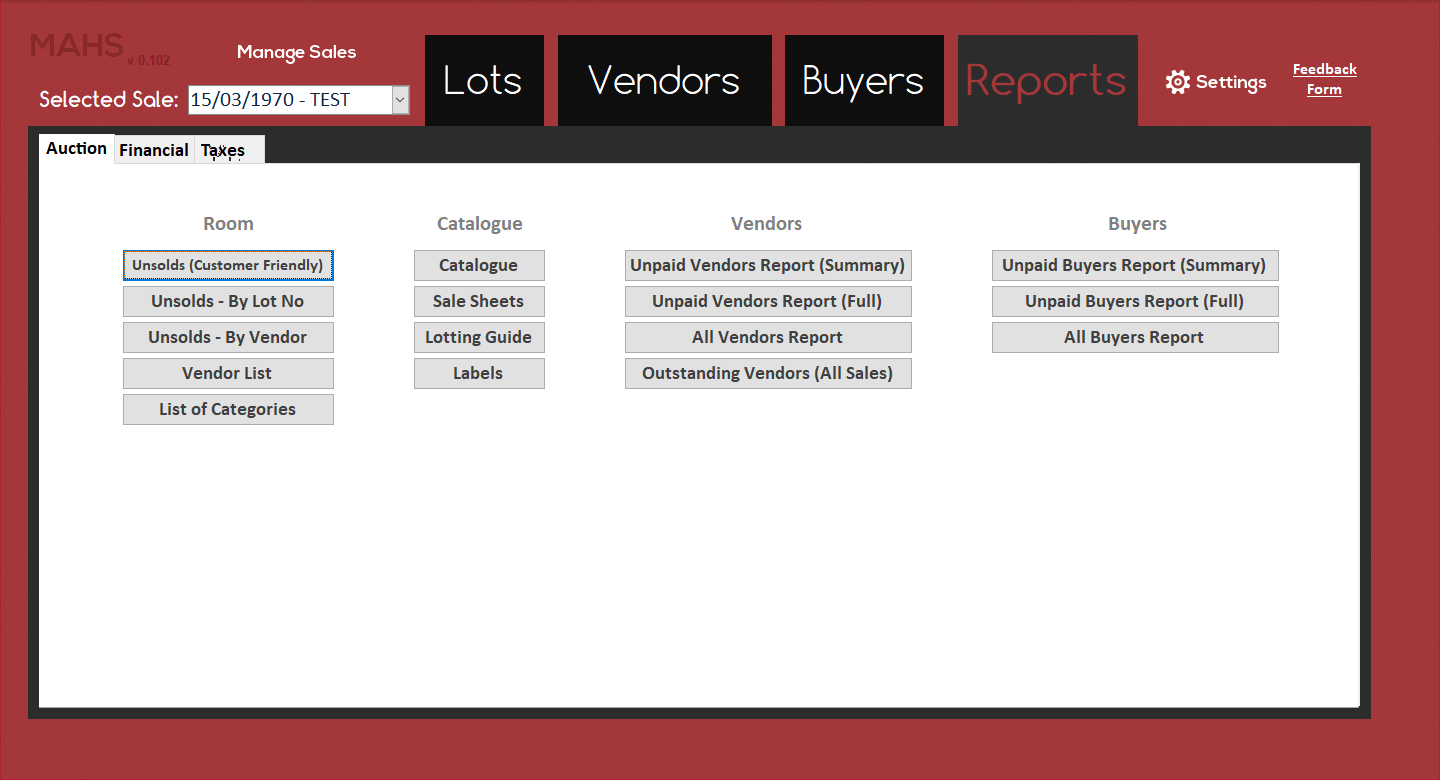 MAHS v 0.102
Manage Sales
Selected Sale: 15/03/1970 - TEST
Lots
Vendors
Buyers
Reports
Settings
Feedback
Form
Auction Financial Taxes
Room
Unsolds (Customer Friendly)
Unsolds - By Lot No
Unsolds - By Vendor
Vendor List
List of Categories
Catalogue
Catalogue
Sale Sheets
Lotting Guide
Labels
Vendors
Unpaid Vendors Report (Summary)
Unpaid Vendors Report (Full)
All Vendors Report
Outstanding Vendors (All Sales)
Buyers
Unpaid Buyers Report (Summary)
Unpaid Buyers Report (Full)
All Buyers Report